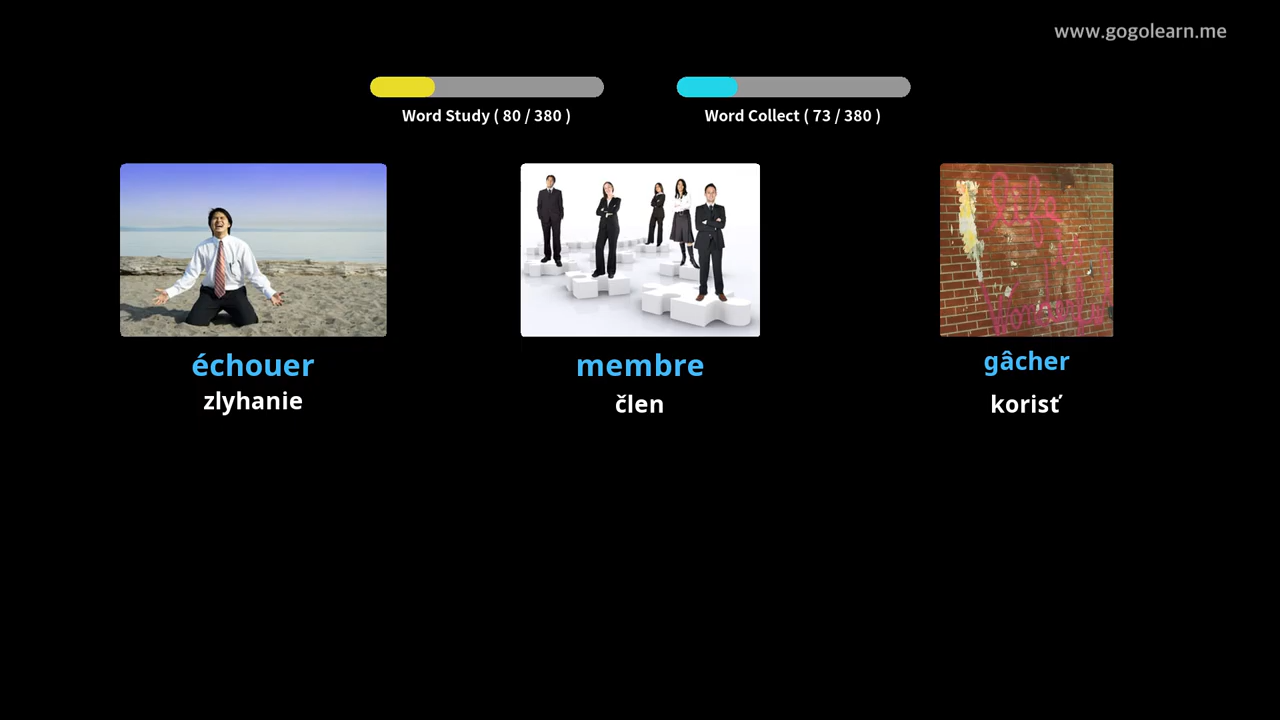 www.gogolearn.me
Word Study ( 80 / 380 )
Word Collect ( 73 / 380 )
échouer
zlyhanie
membre
člen
gâcher
korisť